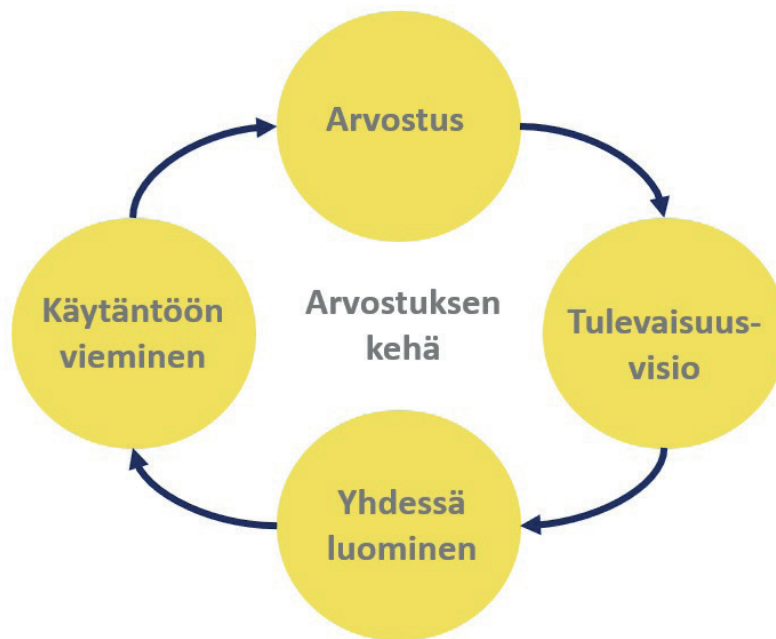 Arvostus
Tulevaisuus-
visio
Yhdessä
luominen
Käytäntöön
vieminen
Arvostuksen
kehä